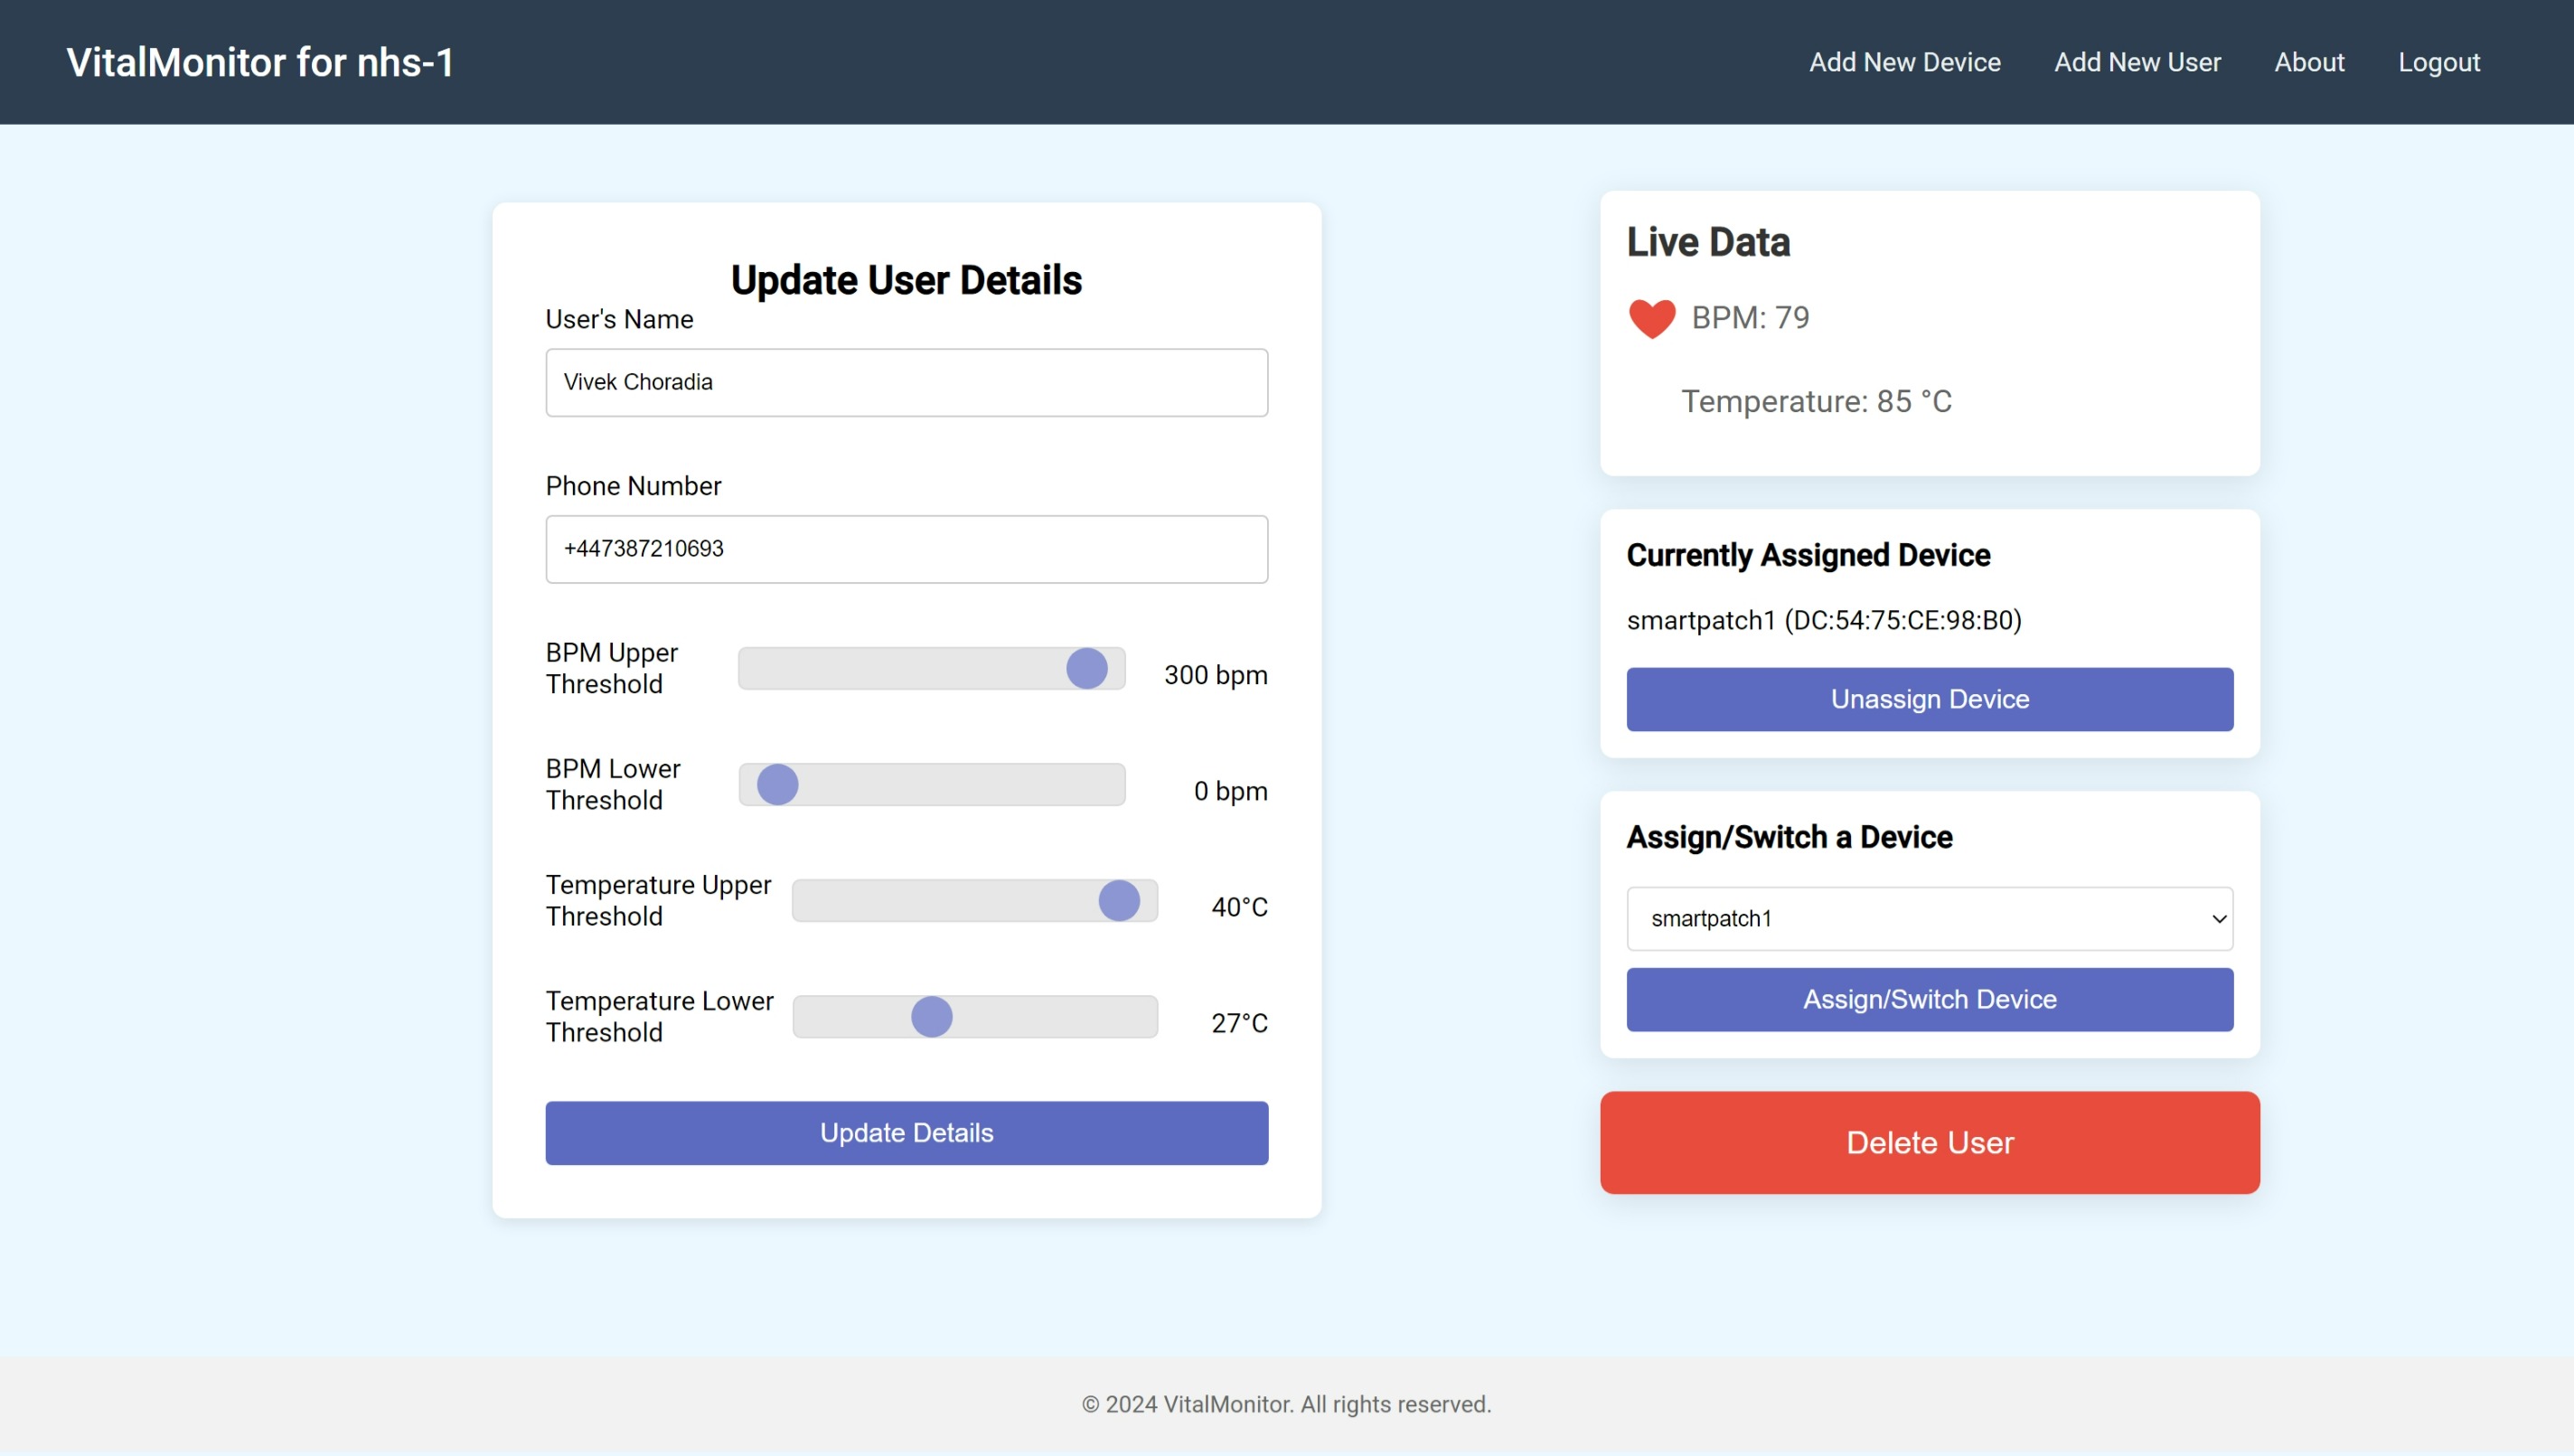 VitalMonitor for nhs-1
Add New Device Add New User About Logout
Update User Details
User's Name
Vivek Choradia
Phone Number
+447387210693
BPM Upper
Threshold
300 bpm
BPM Lower
Threshold
0 bpm
Temperature Upper
Threshold
40°C
Temperature Lower
Threshold
27°C
Update Details
Live Data
BPM: 79
Temperature: 85 °C
Currently Assigned Device
smartpatch1 (DC:54:75:CE:98:B0)
Unassign Device
Assign/Switch a Device
smartpatch1
Assign/Switch Device
Delete User
© 2024 VitalMonitor. All rights reserved.